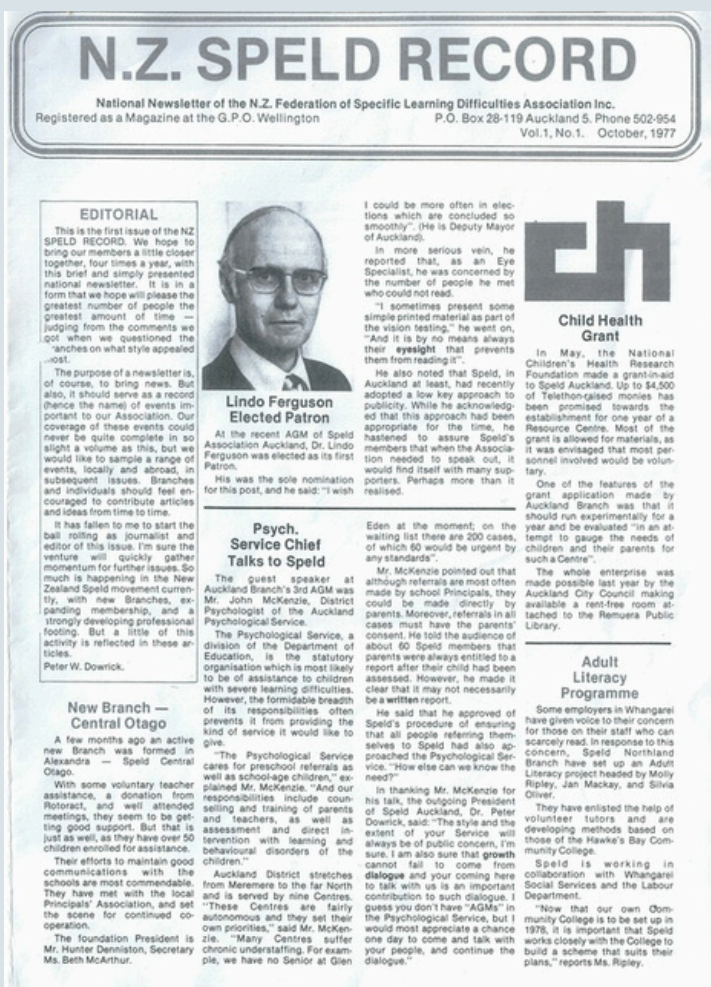 N.Z. SPELD RECORD
National Newsletter of the N.Z. Federation of Specific Learning Difficulties Association Inc.
Registered as a Magazine at the G.P.O. Wellington
P.O. Box 28-119 Auckland 5. Phone 502-954
Vol.1, No.1. October, 1977
EDITORIAL
This is the first issue of the NZ
SPELD RECORD. We hope to
bring our members a little closer
together, four times a year, with
this brief and simply presented
national newsletter. It is in a
form that we hope will please the
greatest number of people the
greatest amount of time —
judging from the comments we
got when we questioned the
anches on what style appealed
ost.
The purpose of a newsletter is,
of course, to bring news. But
also, it should serve as a record
(hence the name) of events im-
portant to our Association. Our
coverage of these events could
never be quite complete in so
slight a volume as this, but we
would like to sample a range of
events, locally and abroad, in
subsequent issues. Branches
and individuals should feel en-
couraged to contribute articles
and ideas from time to time.
It has fallen to me to start the
ball rolling as journalist and
editor of this issue. I'm sure the
venture will quickly gather
momentum for further issues. So
much is happening in the New
Zealand Speld movement curren-
tly, with new Branches, ex-
panding membership, and a
strongly developing professional
footing. But a little of this
activity is reflected in these ar-
ticles.
Peter W. Dowrick.
New Branch —
Central Otago
A few months ago an active
new Branch was formed in
Alexandra — Speld Central
Otago.
With some voluntary teacher
assistance, a donation from
Rotoract, and well attended
meetings, they seem to be get-
ting good support. But that is
just as well, as they have over 50
children enrolled for assistance.
Their efforts to maintain good
communications with the
schools are most commendable.
They have met with the local
Principals' Association, and set
the scene for continued co-
operation.
The foundation President is
Mr. Hunter Denniston, Secretary
Ms. Beth McArthur.
Lindo Ferguson
Elected Patron
At the recent AGM of Speld
Association Auckland, Dr. Lindo
Ferguson was elected as its first
Patron.
His was the sole nomination
for this post, and he said: "I wish
I could be more often in elec-
tions which are concluded so
smoothly". (He is Deputy Mayor
of Auckland).
In more serious vein, he
reported that, as an Eye
Specialist, he was concerned by
the number of people he met
who could not read.
"I sometimes present some
simple printed material as part of
the vision testing," he went on,
"And it is by no means always
their eyesight that prevents
them from reading it".
He also noted that Speld, in
Auckland at least, had recently
adopted a low key approach to
publicity. While he acknowledg-
ed that this approach had been
appropriate for the time, he
hastened to assure Speld's
members that when the Associa-
tion needed to speak out, it
would find itself with many sup-
porters. Perhaps more than it
realised.
Psych.
Service Chief
Talks to Speld
The guest speaker at
Auckland Branch's 3rd AGM was
Mr. John McKenzie, District
Psychologist of the Auckland
Psychological Service.
The Psychological Service, a
division of the Department of
Education, is the statutory
organisation which is most likely
to be of assistance to children
with severe learning difficulties.
However, the formidable breadth
of its responsibilities often
prevents it from providing the
kind of service it would like to
give.
"The Psychological Service
cares for preschool referrals as
well as school-age children," ex-
plained Mr. McKenzie. "And our
responsibilities include coun-
selling and training of parents
and teachers, as well as
assessment and direct in-
tervention with learning and
behavioural disorders of the
children."
Auckland District stretches
from Meremere to the far North
and is served by nine Centres.
"These Centres are fairly
autonomous and they set their
own priorities," said Mr. McKen-
zie. "Many Centres suffer
chronic understaffing. For exam-
ple, we have no Senior at Glen
Eden at the moment; on the
waiting list there are 200 cases,
of which 60 would be urgent by
any standards".
Mr. McKenzie pointed out that
although referrals are most often
made by school Principals, they
could be made directly by
parents. Moreover, referrals in all
cases must have the parents'
consent. He told the audience of
about 60 Speld members that
parents were always entitled to a
report after their child had been
assessed. However, he made it
clear that it may not necessarily
be a written report.
He said that he approved of
Speld's procedure of ensuring
that all people referring them-
selves to Speld had also ap-
proached the Psychological Ser-
vice. "How else can we know the
need?"
In thanking Mr. McKenzie for
his talk, the outgoing President
of Speld Auckland, Dr. Peter
Dowrick, said: "The style and the
extent of your Service will
always be of public concern, I'm
sure. I am also sure that growth
cannot fail to come from
dialogue and your coming here
to talk with us is an important
contribution to such dialogue. I
guess you don't have "AGMs" in
the Psychological Service, but I
would most appreciate a chance
one day to come and talk with
your people, and continue the
dialogue."
ch
Child Health
Grant
In May, the National
Children's Health Research
Foundation made a grant-in-aid
to Speld Auckland. Up to $4,500
of Telethon-raised monies has
been promised towards the
establishment for one year of a
Resource Centre. Most of the
grant is allowed for materials, as
it was envisaged that most per-
sonnel involved would be volun-
tary.
One of the features of the
grant application made by
Auckland Branch was that it
should run experimentally for a
year and be evaluated "in an at-
tempt to gauge the needs of
children and their parents for
such a Centre".
The whole enterprise was
made possible last year by the
Auckland City Council making
available a rent-free room at-
tached to the Remuera Public
Library.
Adult
Literacy
Programme
Some employers in Whangarei
have given voice to their concern
for those on their staff who can
scarcely read. In response to this
concern, Speld Northland
Branch have set up an Adult
Literacy project headed by Molly
Ripley, Jan Mackay, and Silvia
Oliver.
They have enlisted the help of
volunteer tutors and are
developing methods based on
those of the Hawke's Bay Com-
munity College.
Speld is working in
collaboration with Whangarei
Social Services and the Labour
Department.
"Now that our own Com-
munity College is to be set up in
1978, it is important that Speld
works closely with the College to
build a scheme that suits their
plans," reports Ms. Ripley.